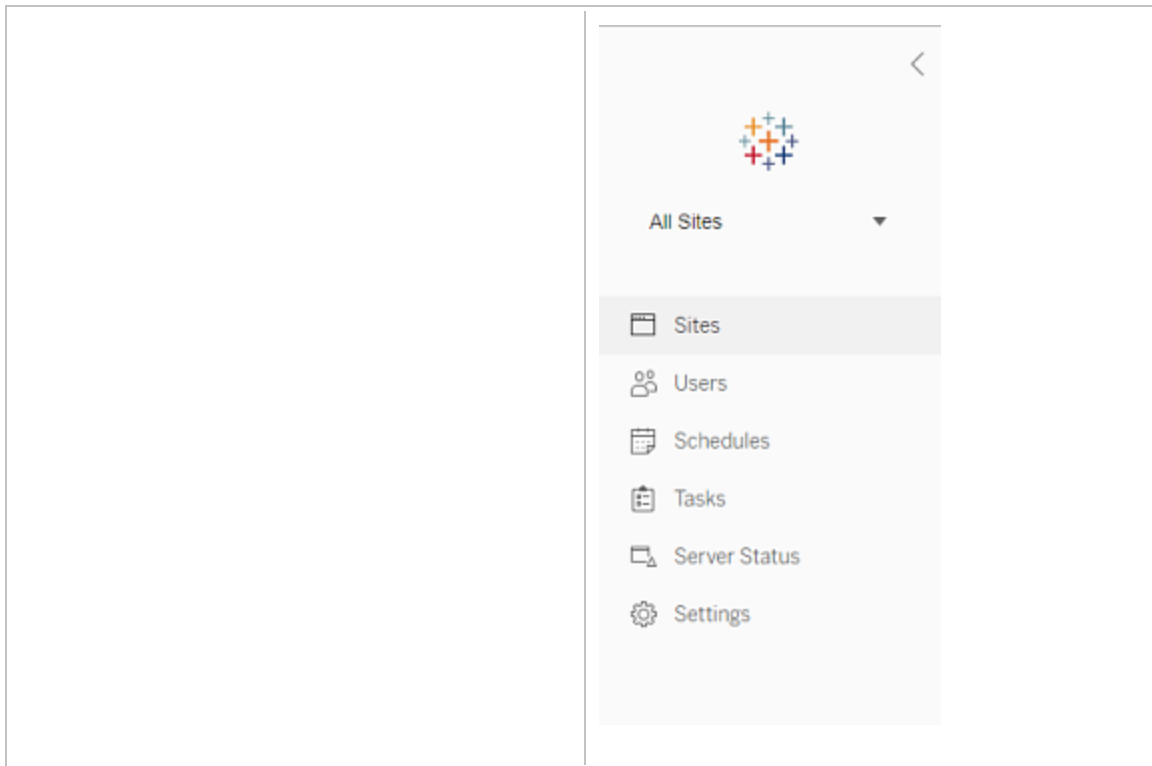 All Sites
Sites
Users
Schedules
Tasks
Server Status
Settings